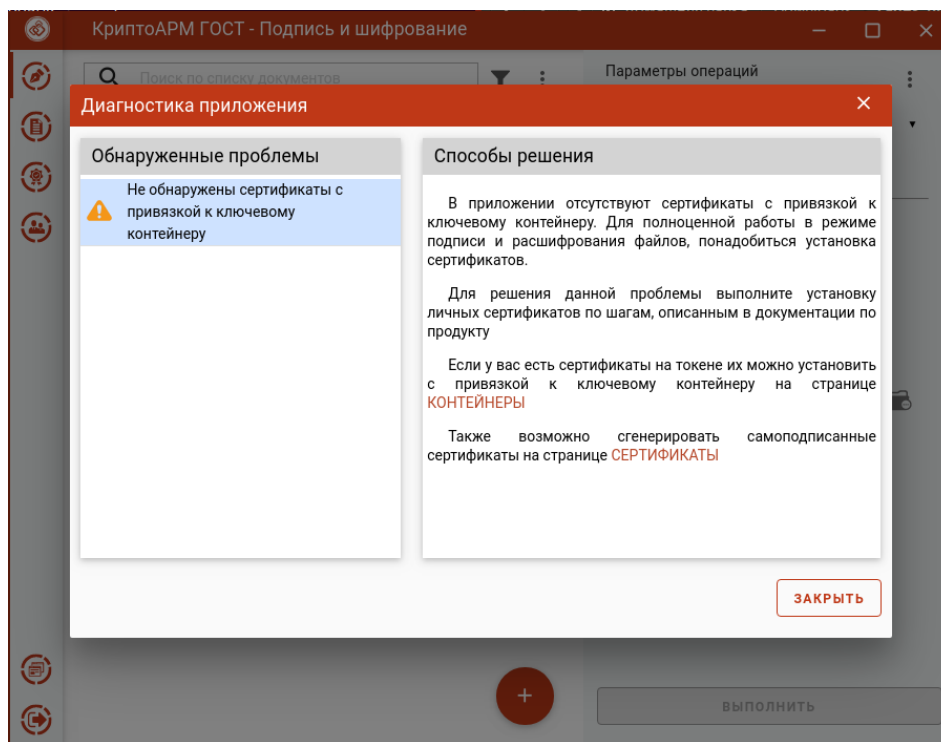 КриптоАРМ ГОСТ - Подпись и шифрование
Поиск по списку документов
Параметры операций
Диагностика приложения
Обнаруженные проблемы
Не обнаружены сертификаты с
привязкой к ключевому
контейнеру
Способы решения
В приложении отсутствуют сертификаты с привязкой к
ключевому контейнеру. Для полноценной работы в режиме
подписи и расшифрования файлов, понадобиться установка
сертификатов.
Для решения данной проблемы выполните установку
личных сертификатов по шагам, описанным в документации по
продукту
Если у вас есть сертификаты на токене их можно установить
с привязкой к ключевому контейнеру на странице
КОНТЕЙНЕРЫ
Также возможно сгенерировать самоподписанные
сертификаты на странице СЕРТИФИКАТЫ
ЗАКРЫТЬ
ВЫПОЛНИТЬ